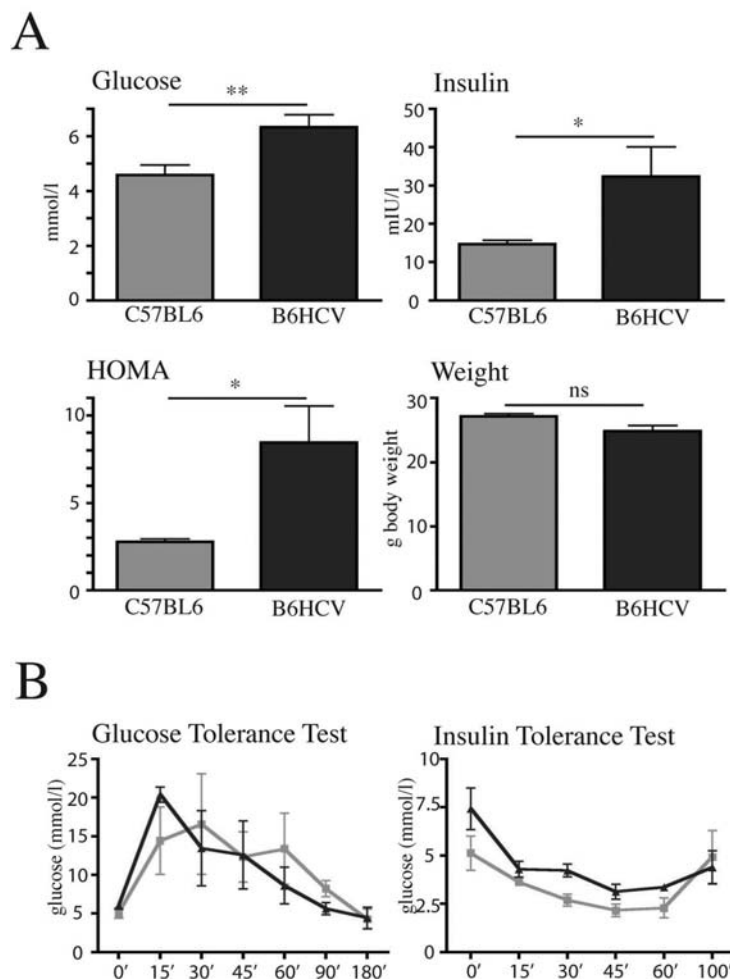 A
Glucose
**
mmol/l
6
4
2
0
C57BL6
B6HCV
Insulin
*
mIU/l
50
40
30
20
10
0
C57BL6
B6HCV
HOMA
*
10
5
0
C57BL6
B6HCV
Weight
ns
g body weight
30
20
10
0
C57BL6
B6HCV
B
Glucose Tolerance Test
glucose (mmol/l)
25
20
15
10
5
0
0' 15' 30' 45' 60' 90' 180'
Insulin Tolerance Test
glucose (mmol/l)
10
7.5
5
2.5
0
0' 15' 30' 45' 60' 100'